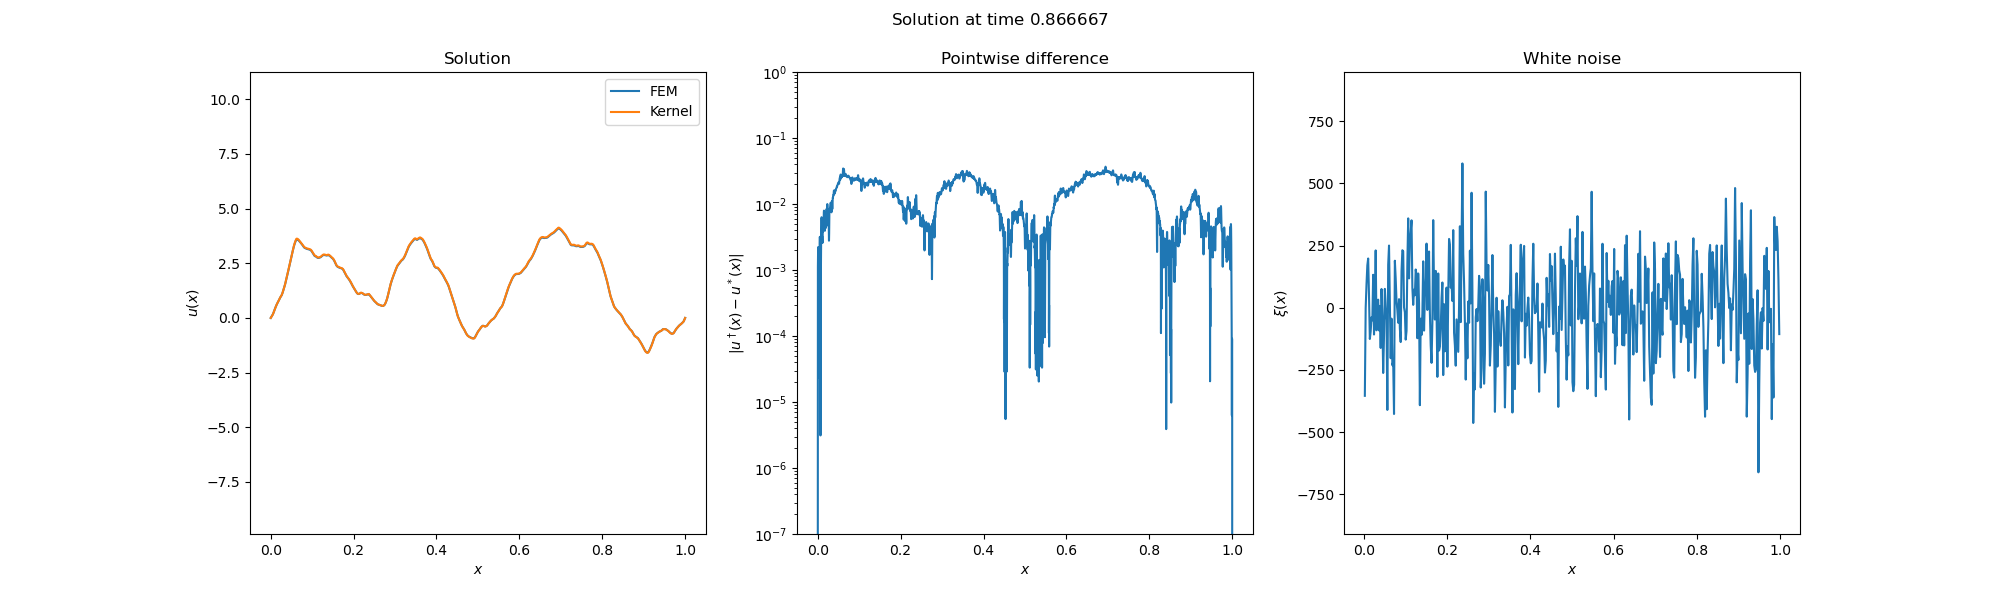 Solution at time 0.866667
Solution
10.0
7.5
5.0
2.5
0.0
−2.5
−5.0
−7.5
u(x)
FEM
Kernel
0.0 0.2 0.4 0.6 0.8 1.0
x
Pointwise difference
10⁰
10⁻¹
10⁻²
10⁻³
10⁻⁴
10⁻⁵
10⁻⁶
10⁻⁷
|u†(x) − u*(x)|
0.0 0.2 0.4 0.6 0.8 1.0
x
White noise
750
500
250
0
−250
−500
−750
ξ(x)
0.0 0.2 0.4 0.6 0.8 1.0
x